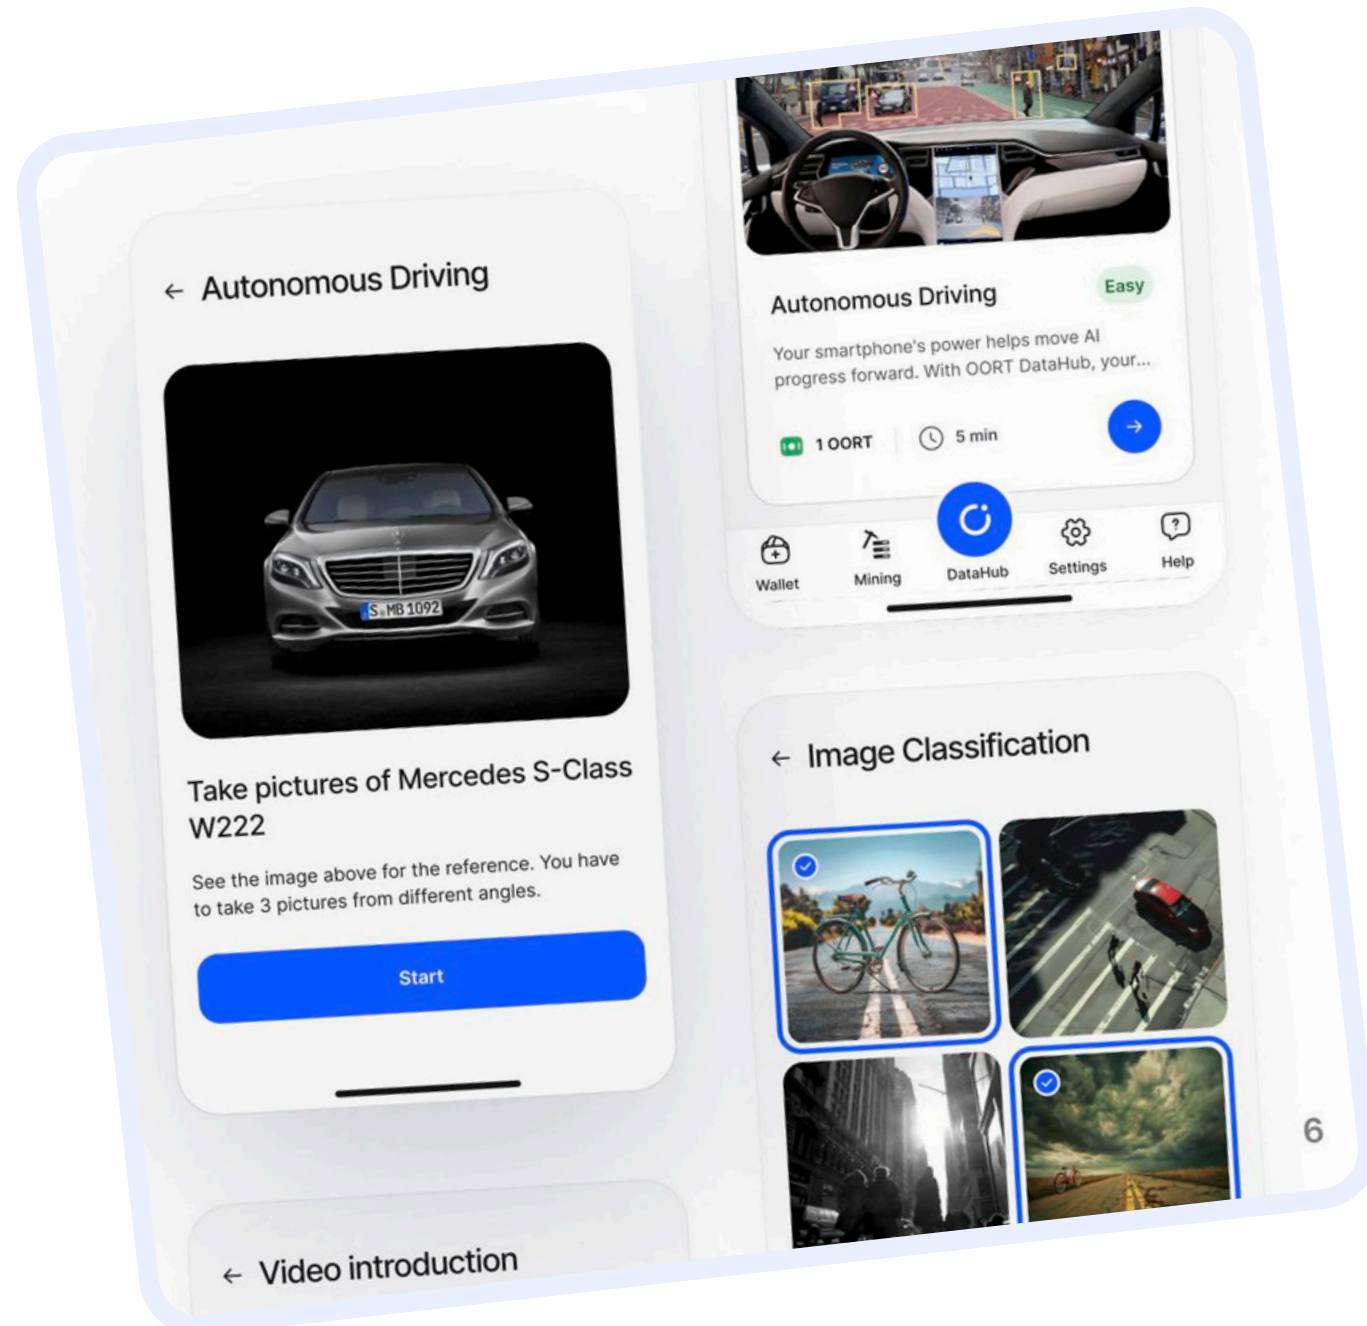 Autonomous Driving
S MB 1092
Take pictures of Mercedes S-Class
W222
See the image above for the reference. You have
to take 3 pictures from different angles.
Start
Video introduction
Autonomous Driving
Easy
Your smartphone's power helps move AI
progress forward. With OORT DataHub, your...
1 OORT
5 min
Wallet
Mining
DataHub
Settings
Help
Image Classification
6